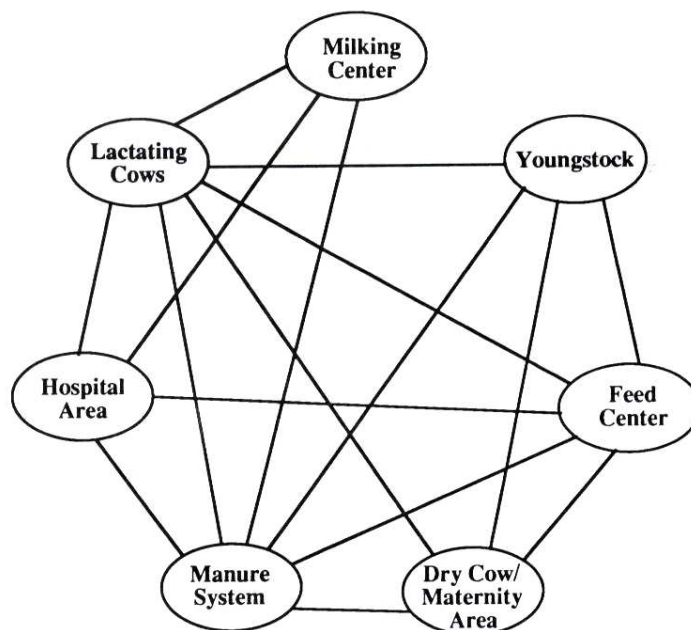 Milking
Center
Lactating
Cows
Youngstock
Hospital
Area
Feed
Center
Manure
System
Dry Cow/
Maternity
Area